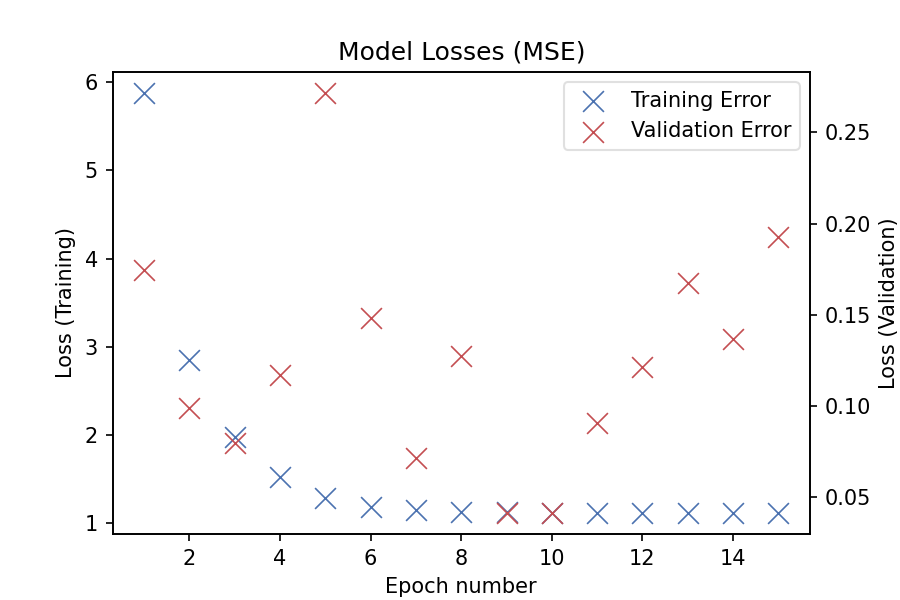 Model Losses (MSE)
Training Error
Validation Error
6
5
4
3
2
1
Loss (Training)
0.25
0.20
0.15
0.10
0.05
Loss (Validation)
2 4 6 8 10 12 14
Epoch number